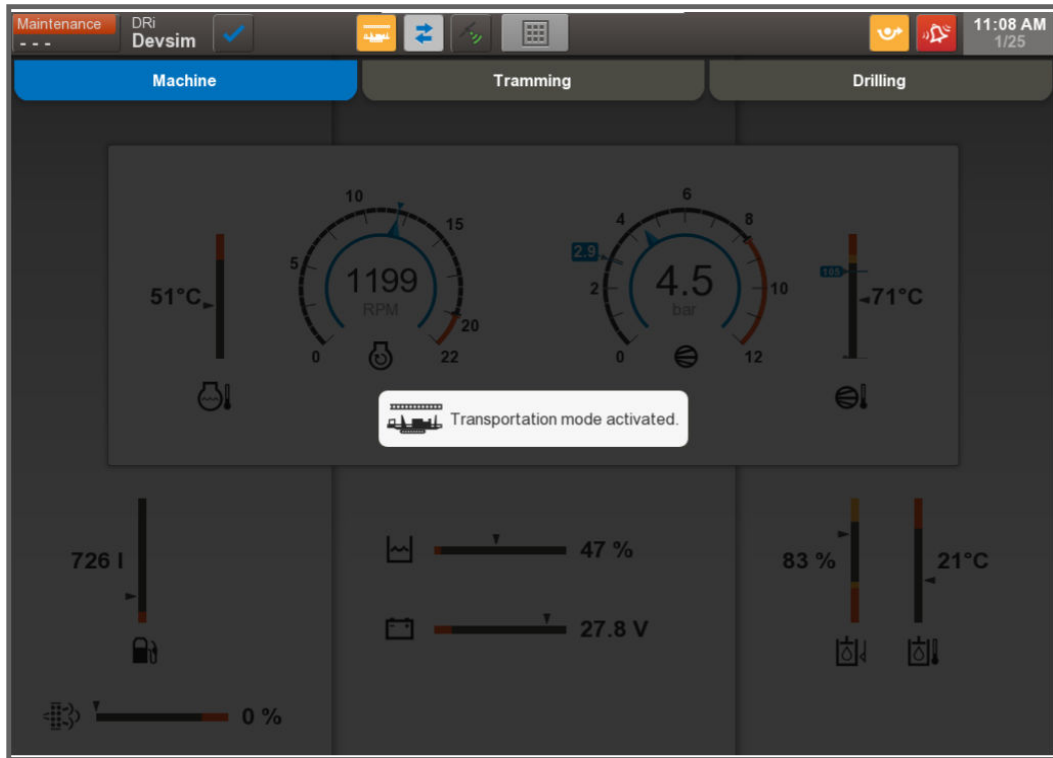 Maintenance
- - -
DRi
Devsim
11:08 AM
1/25
Machine
Tramming
Drilling
10
15
5
20
0
22
1199
RPM
51°C
6
4
8
2.9
2
10
0
12
4.5
bar
105
71°C
Transportation mode activated.
726 l
47 %
27.8 V
83 %
21°C
0 %